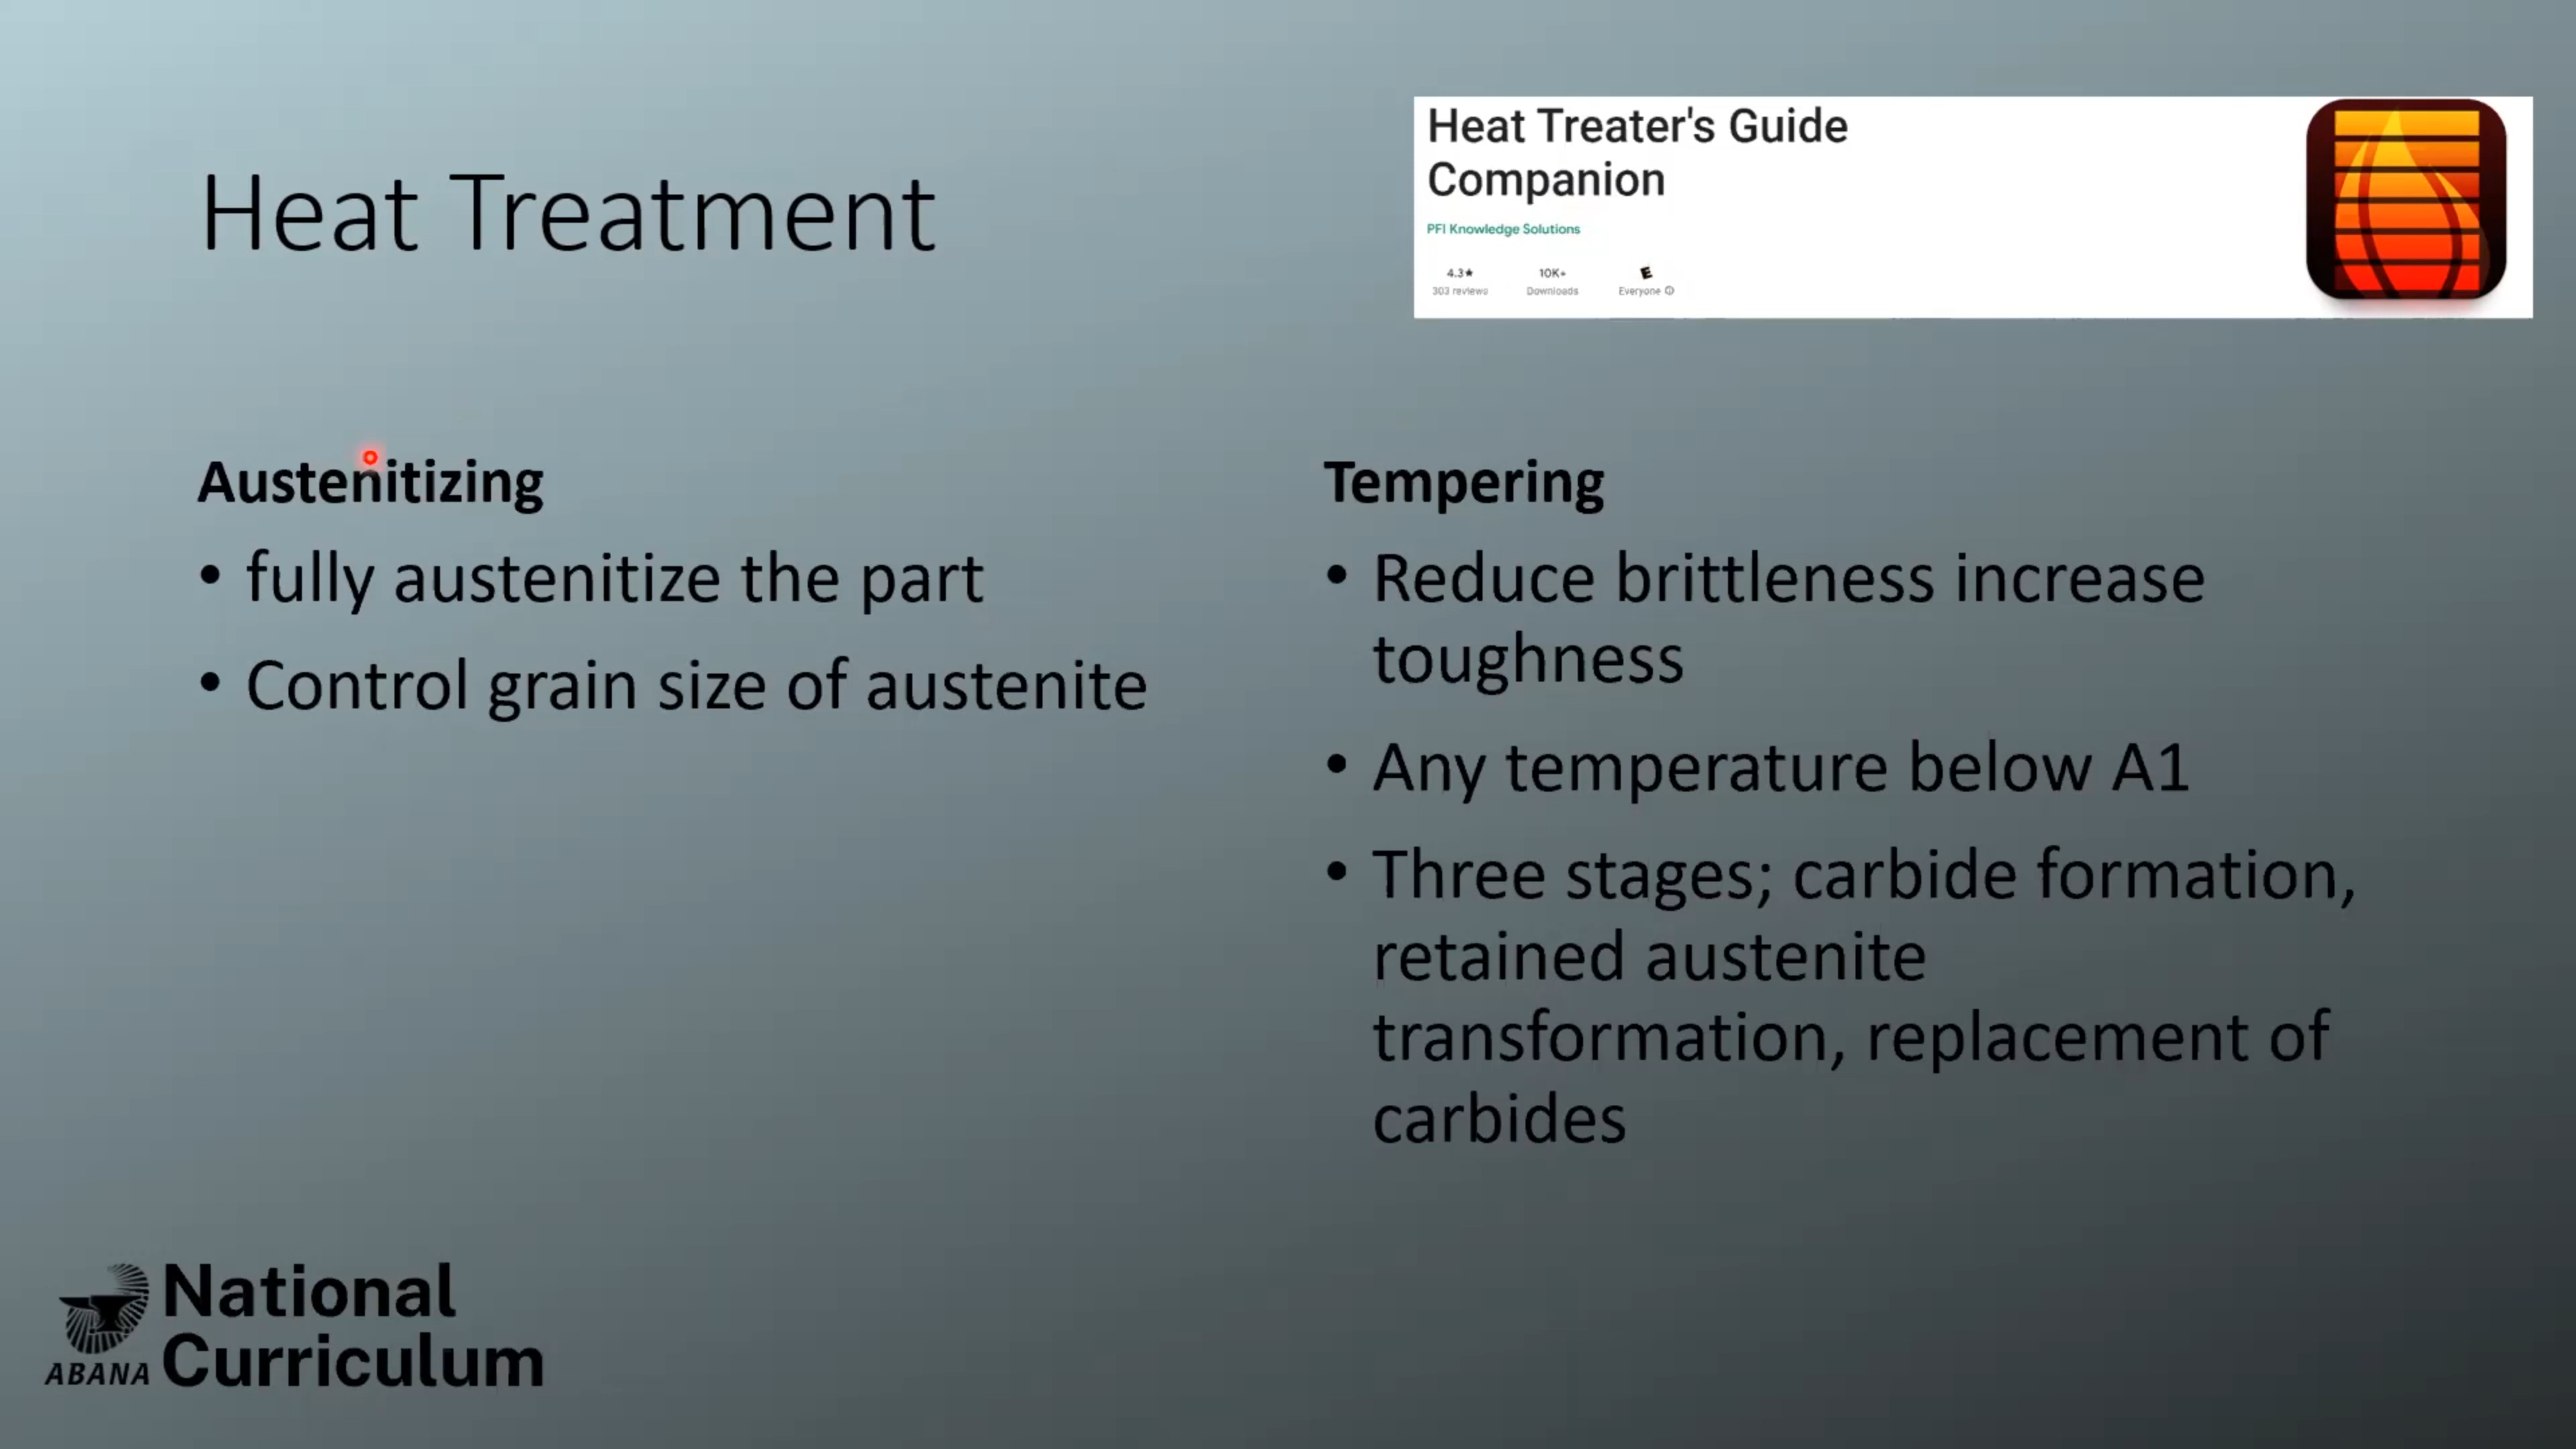 Heat Treatment
Heat Treater's Guide
Companion
PFI Knowledge Solutions
4.3★
303 reviews
10K+
Downloads
E
Everyone
Austenitizing
• fully austenitize the part
• Control grain size of austenite
Tempering
• Reduce brittleness increase
toughness
• Any temperature below A1
• Three stages; carbide formation,
retained austenite
transformation, replacement of
carbides
ABANA
National
Curriculum